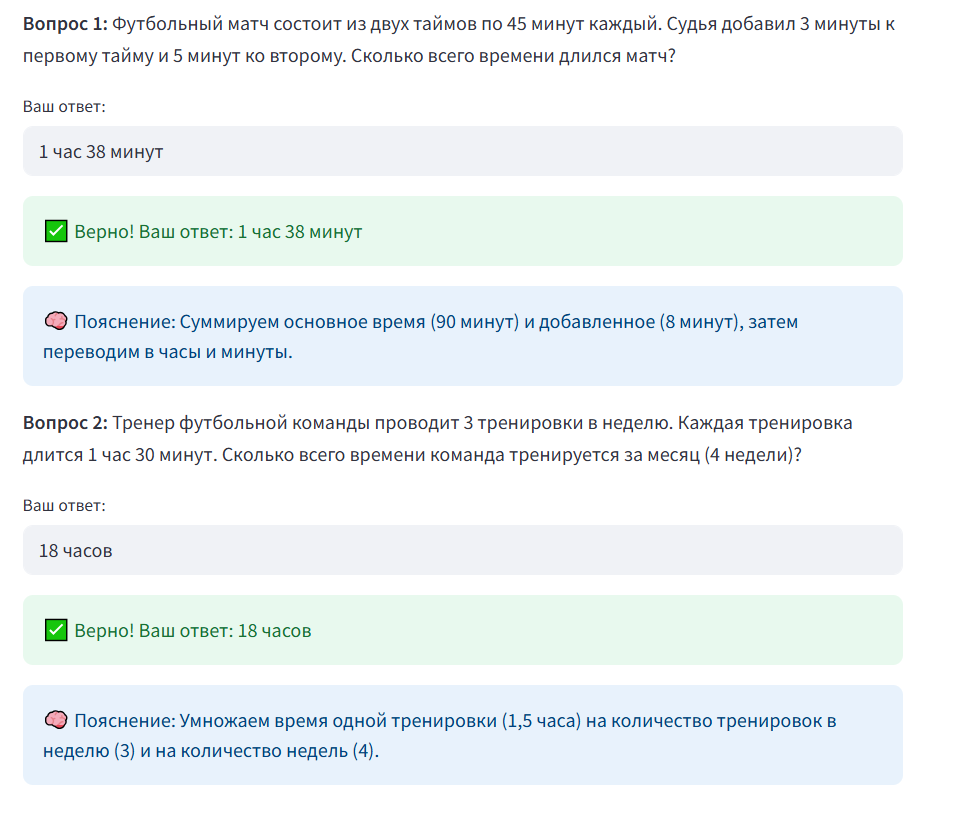 Вопрос 1: Футбольный матч состоит из двух таймов по 45 минут каждый. Судья добавил 3 минуты к
первому тайму и 5 минут ко второму. Сколько всего времени длился матч?
Ваш ответ:
1 час 38 минут
✅ Верно! Ваш ответ: 1 час 38 минут
🧠 Пояснение: Суммируем основное время (90 минут) и добавленное (8 минут), затем
переводим в часы и минуты.
Вопрос 2: Тренер футбольной команды проводит 3 тренировки в неделю. Каждая тренировка
длится 1 час 30 минут. Сколько всего времени команда тренируется за месяц (4 недели)?
Ваш ответ:
18 часов
✅ Верно! Ваш ответ: 18 часов
🧠 Пояснение: Умножаем время одной тренировки (1,5 часа) на количество тренировок в
неделю (3) и на количество недель (4).